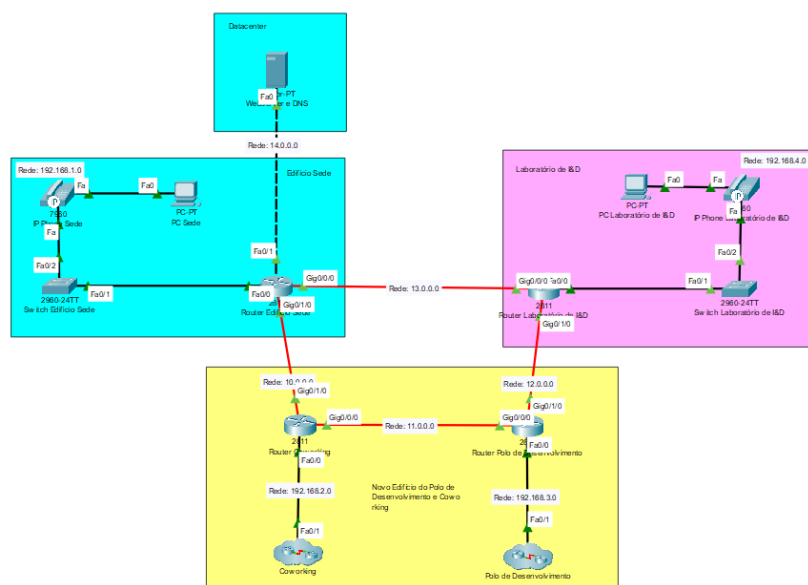 Datacenter
Fa0
-PT
e DNS
Rede: 14.0.0.0
Edifício Sede
Rede: 192.168.1.0
Fa
Fa0
IP
7960
IP Phone Sede
PC-PT
PC Sede
Fa
Fa0/2
Fa0/1
2960-24TT
Switch Edifício Sede
Fa0/1
Fa0/0
Gig0/0/0
Gig0/1/0
Router Edifício Sede
Rede: 13.0.0.0
Laboratório de I&D
Rede: 192.168.4.0
Fa0
Fa
IP
PC-PT
PC Laboratório de I&D
IP Phone Laboratório de I&D
Fa
Fa0/2
Fa0/1
2960-24TT
Switch Laboratório de I&D
Gig0/0/0
Fa0/0
2811
Router Laboratório de I&D
Gig0/1/0
Rede: 10.0.0.0
Gig0/1/0
Rede: 12.0.0.0
Gig0/1/0
Gig0/0/0
Rede: 11.0.0.0
Gig0/0/0
2811
Router Coworking
Fa0/0
Router Polo de Desenvolvimento
Fa0/0
Rede: 192.168.2.0
Novo Edifício do Polo de
Desenvolvimento e Cowo
rking
Rede: 192.168.3.0
Fa0/1
Coworking
Fa0/1
Polo de Desenvolvimento